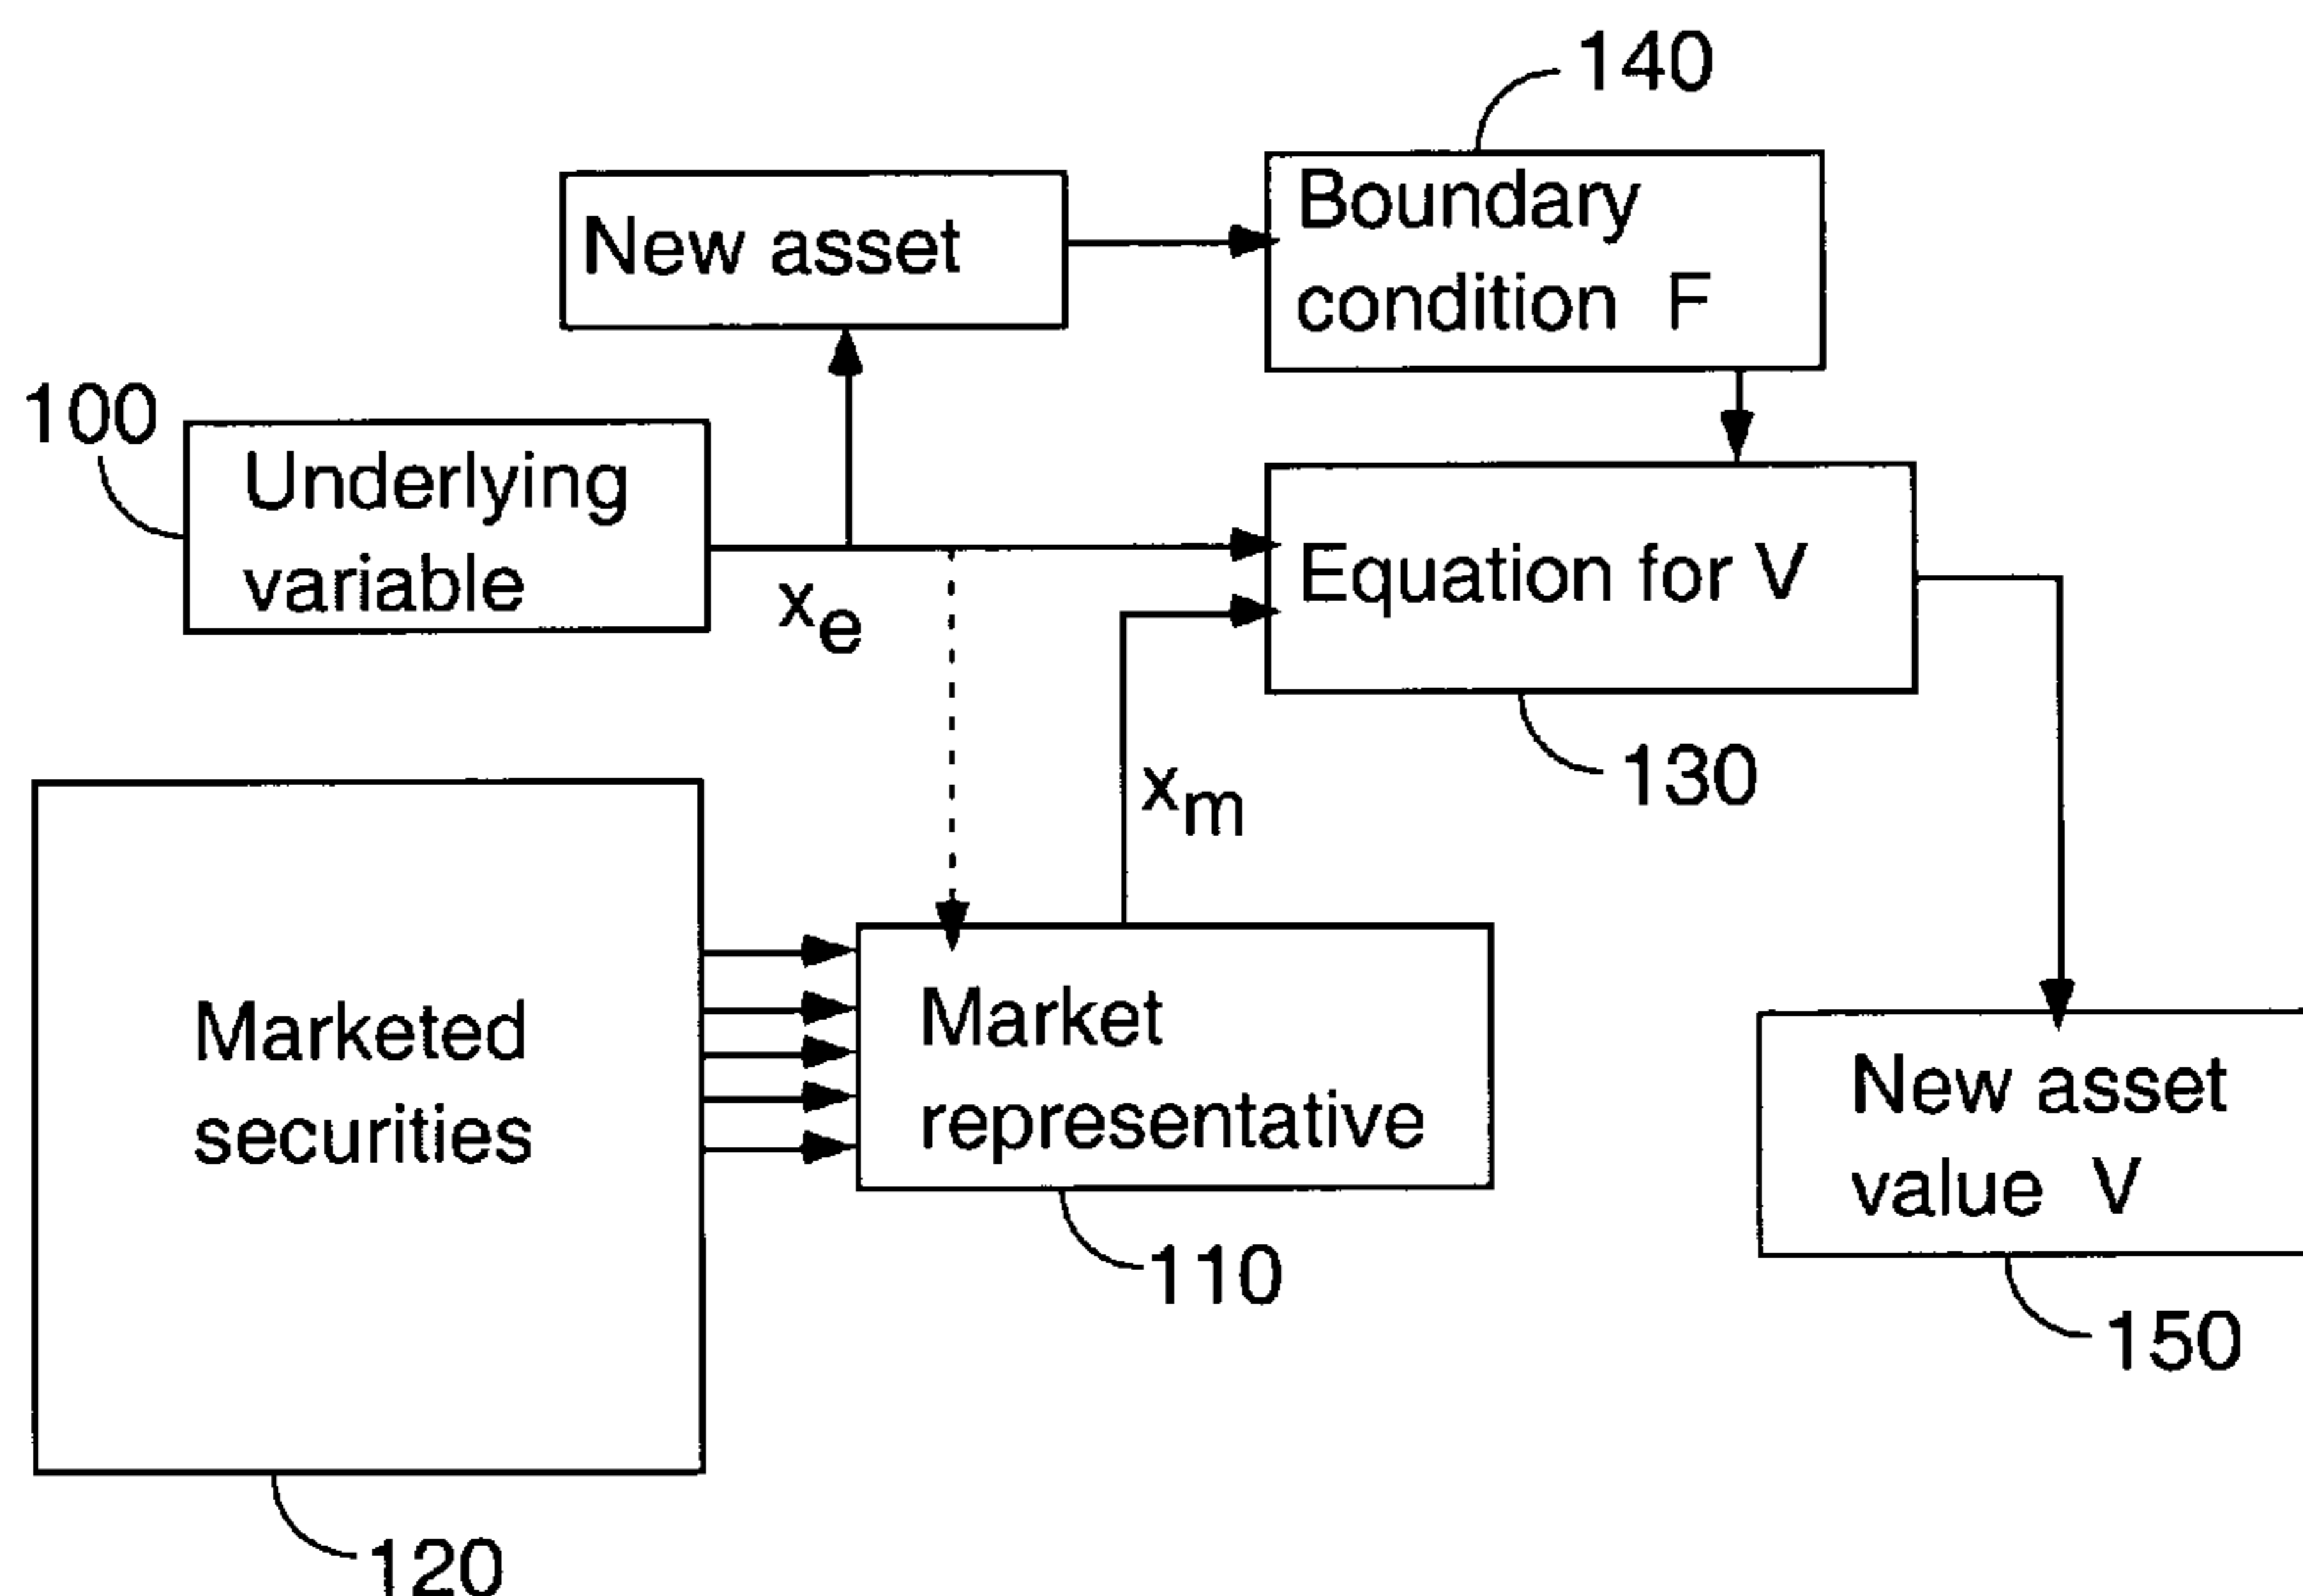 140
New asset
Boundary
condition F
100
Underlying
variable
xe
Equation for V
130
xm
Marketed
securities
Market
representative
110
New asset
value V
150
120